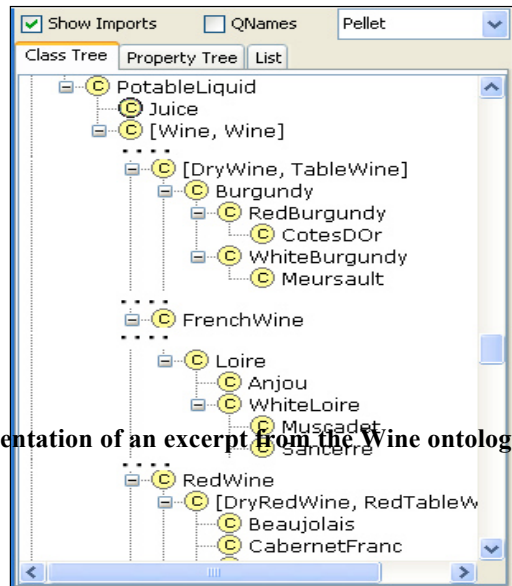 Show Imports QNames Pellet
Class Tree Property Tree List
C PotableLiquid
C Juice
C [Wine, Wine]
....
C [DryWine, TableWine]
C Burgundy
C RedBurgundy
C CotesDOr
C WhiteBurgundy
C Meursault
....
C FrenchWine
....
C Loire
C Anjou
C WhiteLoire
C Muscadet
entation of an excerpt from the Wine ontolog
C Sancerre
....
C RedWine
C [DryRedWine, RedTableW
C Beaujolais
C CabernetFranc